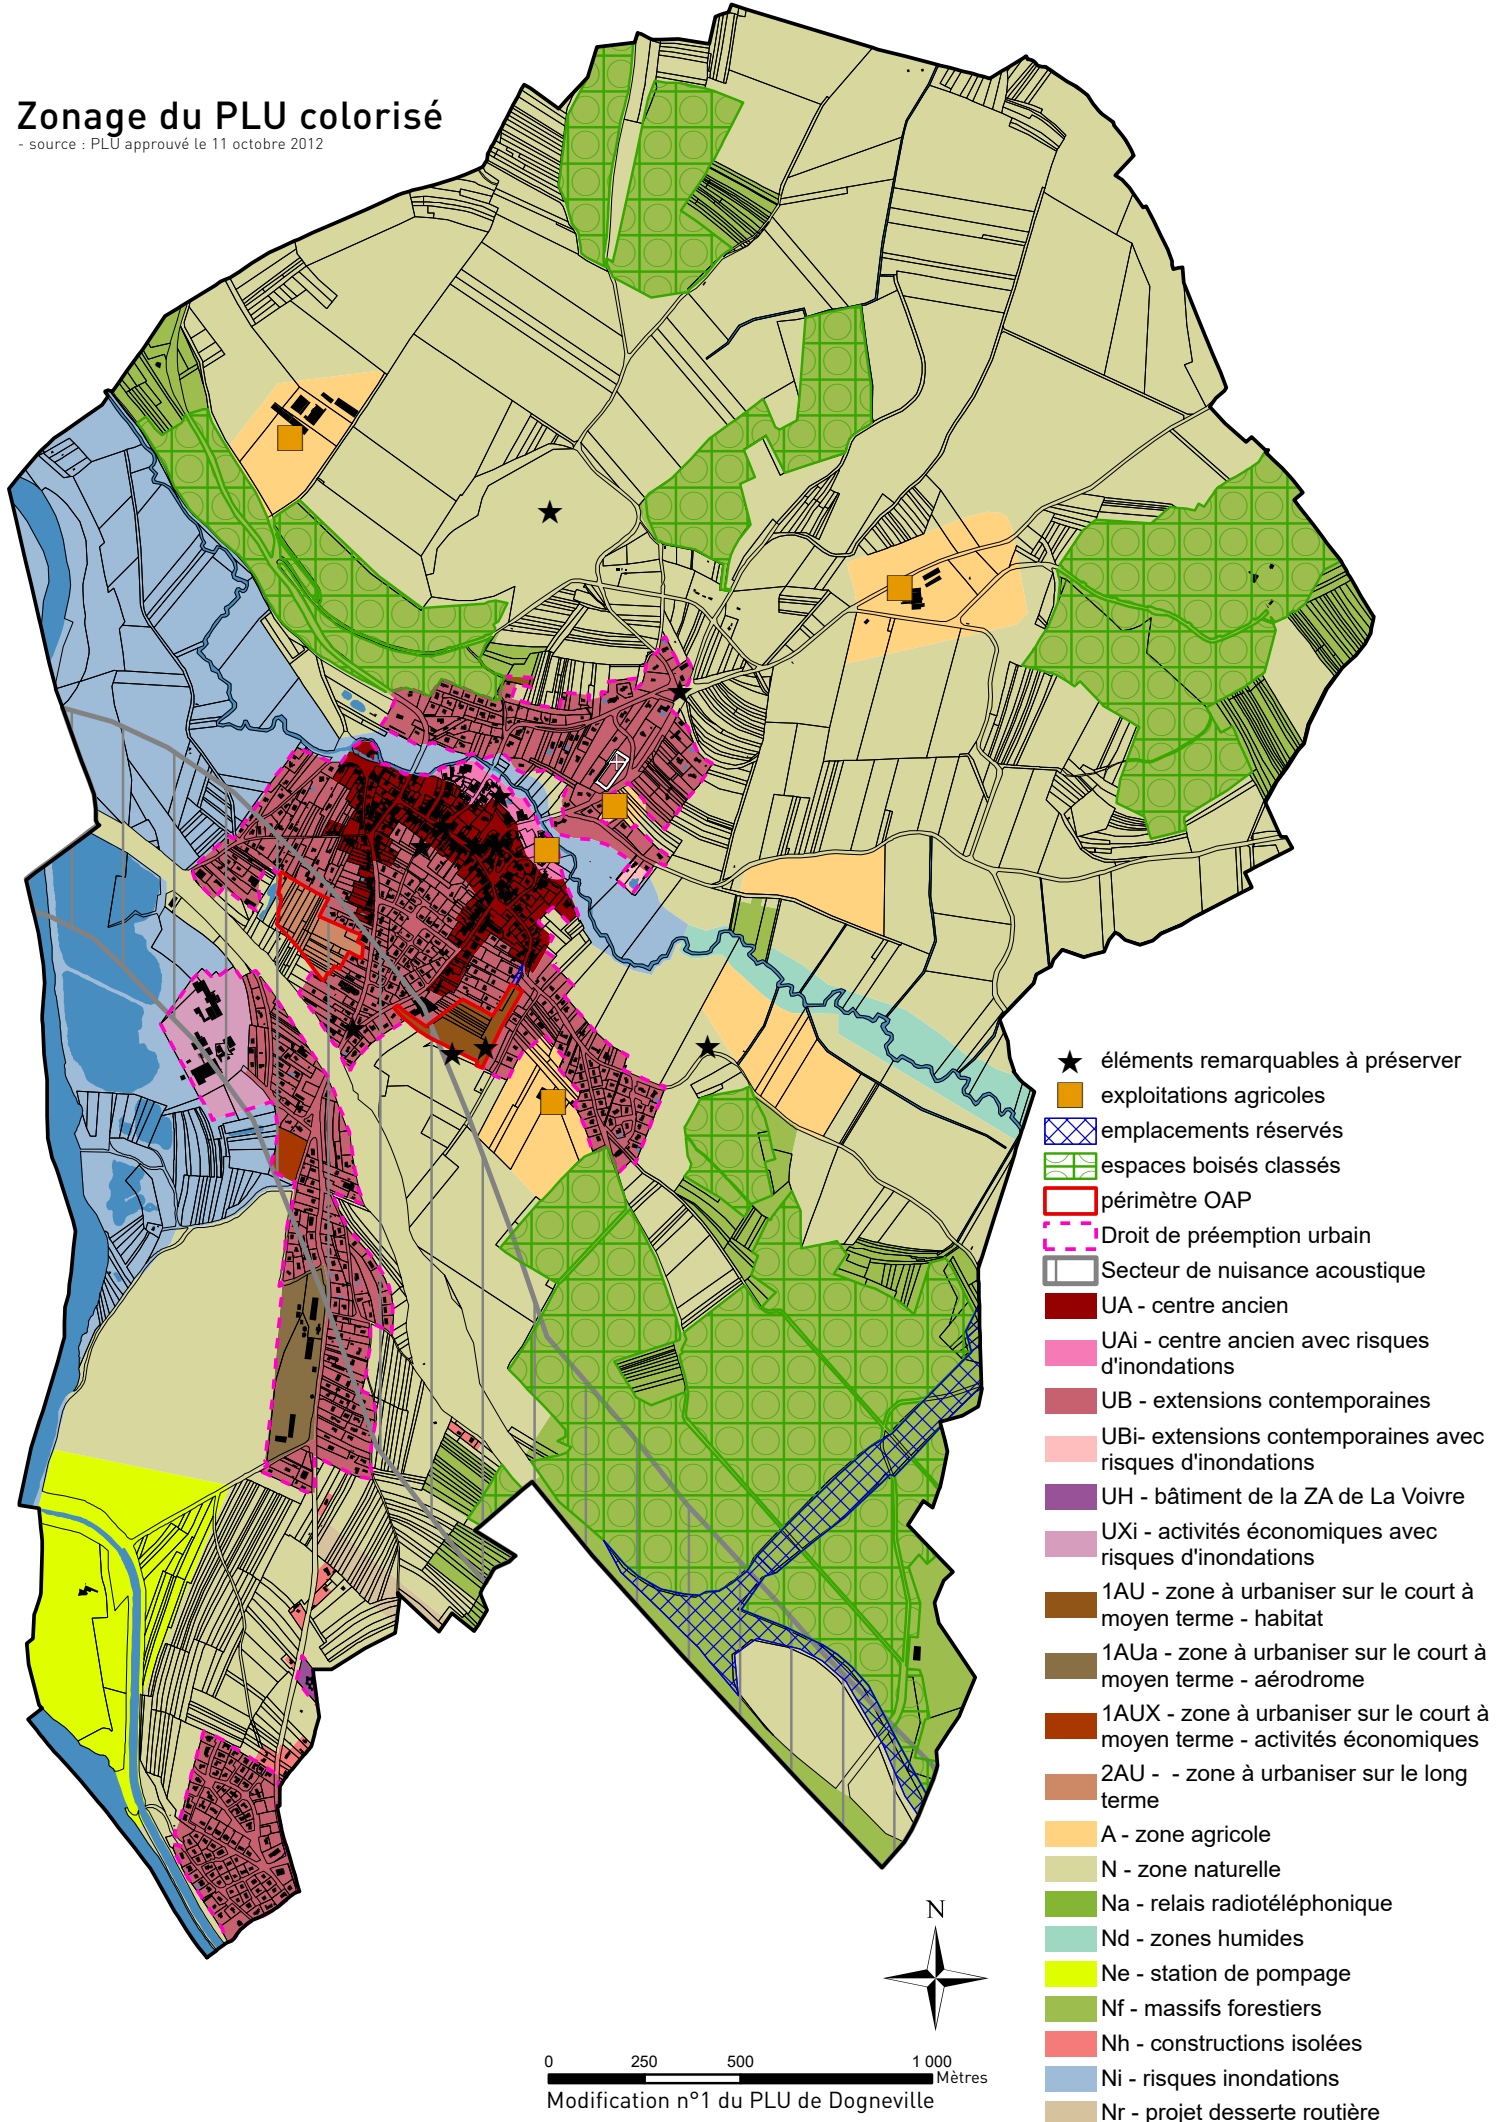 Zonage du PLU colorisé
- source : PLU approuvé le 11 octobre 2012
éléments remarquables à préserver
exploitations agricoles
emplacements réservés
espaces boisés classés
périmètre OAP
Droit de préemption urbain
Secteur de nuisance acoustique
UA - centre ancien
UAi - centre ancien avec risques
d'inondations
UB - extensions contemporaines
UBi- extensions contemporaines avec
risques d'inondations
UH - bâtiment de la ZA de La Voivre
UXi - activités économiques avec
risques d'inondations
1AU - zone à urbaniser sur le court à
moyen terme - habitat
1AUa - zone à urbaniser sur le court à
moyen terme - aérodrome
1AUX - zone à urbaniser sur le court à
moyen terme - activités économiques
2AU - - zone à urbaniser sur le long
terme
A - zone agricole
N - zone naturelle
Na - relais radiotéléphonique
Nd - zones humides
Ne - station de pompage
Nf - massifs forestiers
Nh - constructions isolées
Ni - risques inondations
Nr - projet desserte routière
N
0 250 500 1 000
Mètres
Modification n°1 du PLU de Dogneville